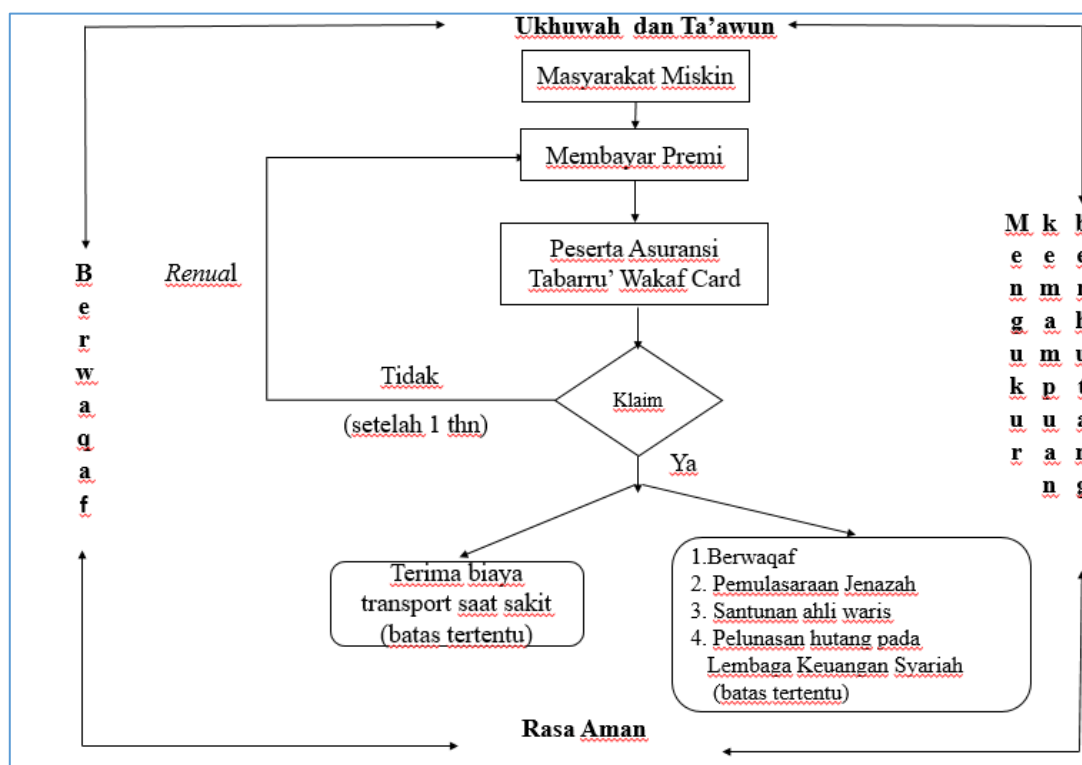 Ukhuwah dan Ta’awun
Masyarakat Miskin
Membayar Premi
Peserta Asuransi
Tabarru’ Wakaf Card
Renual
Tidak
(setelah 1 thn)
Klaim
Ya
Berwaqaf
Mengukur
kemampuan
berhutang
Terima biaya
transport saat sakit
(batas tertentu)
1.Berwaqaf
2. Pemulasaraan Jenazah
3. Santunan ahli waris
4. Pelunasan hutang pada
Lembaga Keuangan Syariah
(batas tertentu)
Rasa Aman